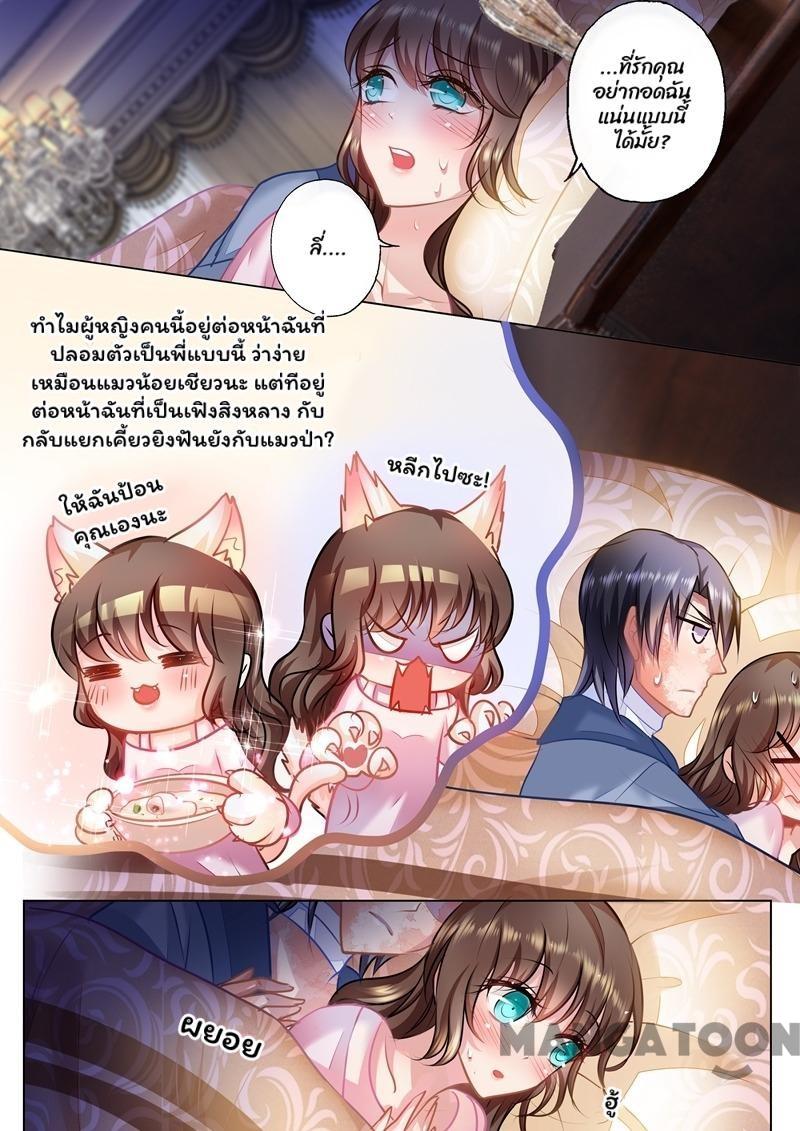 ...ที่รักคุณ
อย่ากอดฉัน
แน่นแบบนี้
ได้มั้ย?
ลี่....
ทำไมผู้หญิงคนนี้อยู่ต่อหน้าฉันที่
ปลอมตัวเป็นพี่แบบนี้ ว่าง่าย
เหมือนแมวน้อยเชียวนะ แต่ทีอยู่
ต่อหน้าฉันที่เป็นเฟิงสิงหลาง กับ
กลับแยกเคี้ยวยิงฟันยังกับแมวป่า?
หลีกไปซะ!
ให้ฉันป้อน
คุณเองนะ
ผยอย
MANGATOON
ฮู้